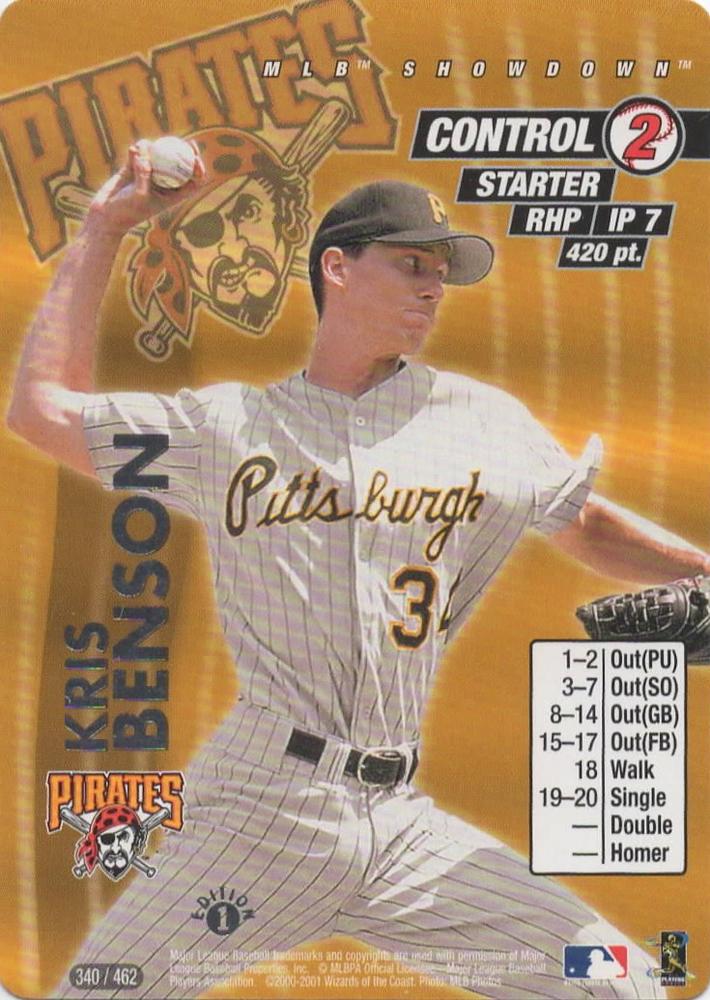 PIRATES
MLB™ SHOWDOWN™
CONTROL 2
STARTER
RHP IP 7
420 pt.
P
Pittsburgh
34
KRIS
BENSON
1–2 Out(PU)
3–7 Out(SO)
8–14 Out(GB)
15–17 Out(FB)
18 Walk
19–20 Single
— Double
— Homer
PIRATES
EDITION
1
340 / 462
Major League Baseball trademarks and copyrights are used with permission of Major
League Baseball Properties, Inc. © MLBPA Official Licensee—Major League Baseball
Players Association. ©2000-2001 Wizards of the Coast. Photo: MLB Photos